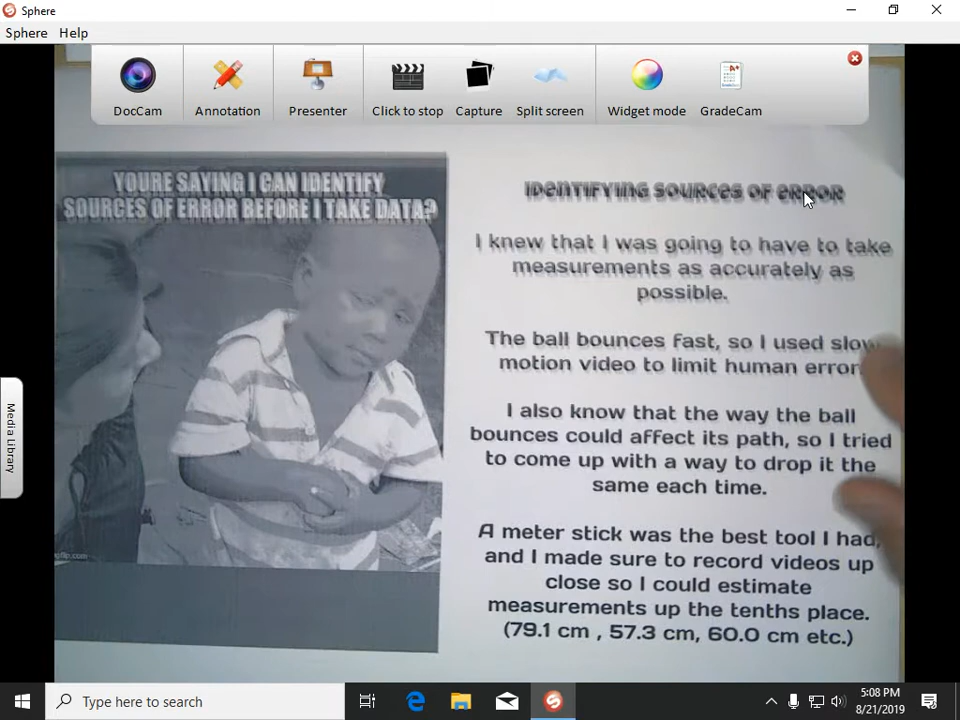 Sphere
Sphere Help
DocCam Annotation Presenter Click to stop Capture Split screen Widget mode GradeCam
A+
YOURE SAYING I CAN IDENTIFY
SOURCES OF ERROR BEFORE I TAKE DATA?
IDENTIFYING SOURCES OF ERROR
I knew that I was going to have to take
measurements as accurately as
possible.
The ball bounces fast, so I used slow
motion video to limit human error
I also know that the way the ball
bounces could affect its path, so I tried
to come up with a way to drop it the
same each time.
A meter stick was the best tool I had,
and I made sure to record videos up
close so I could estimate
measurements up the tenths place.
(79.1 cm , 57.3 cm, 60.0 cm etc.)
Media Library
imgflip.com
Type here to search
5:08 PM
8/21/2019